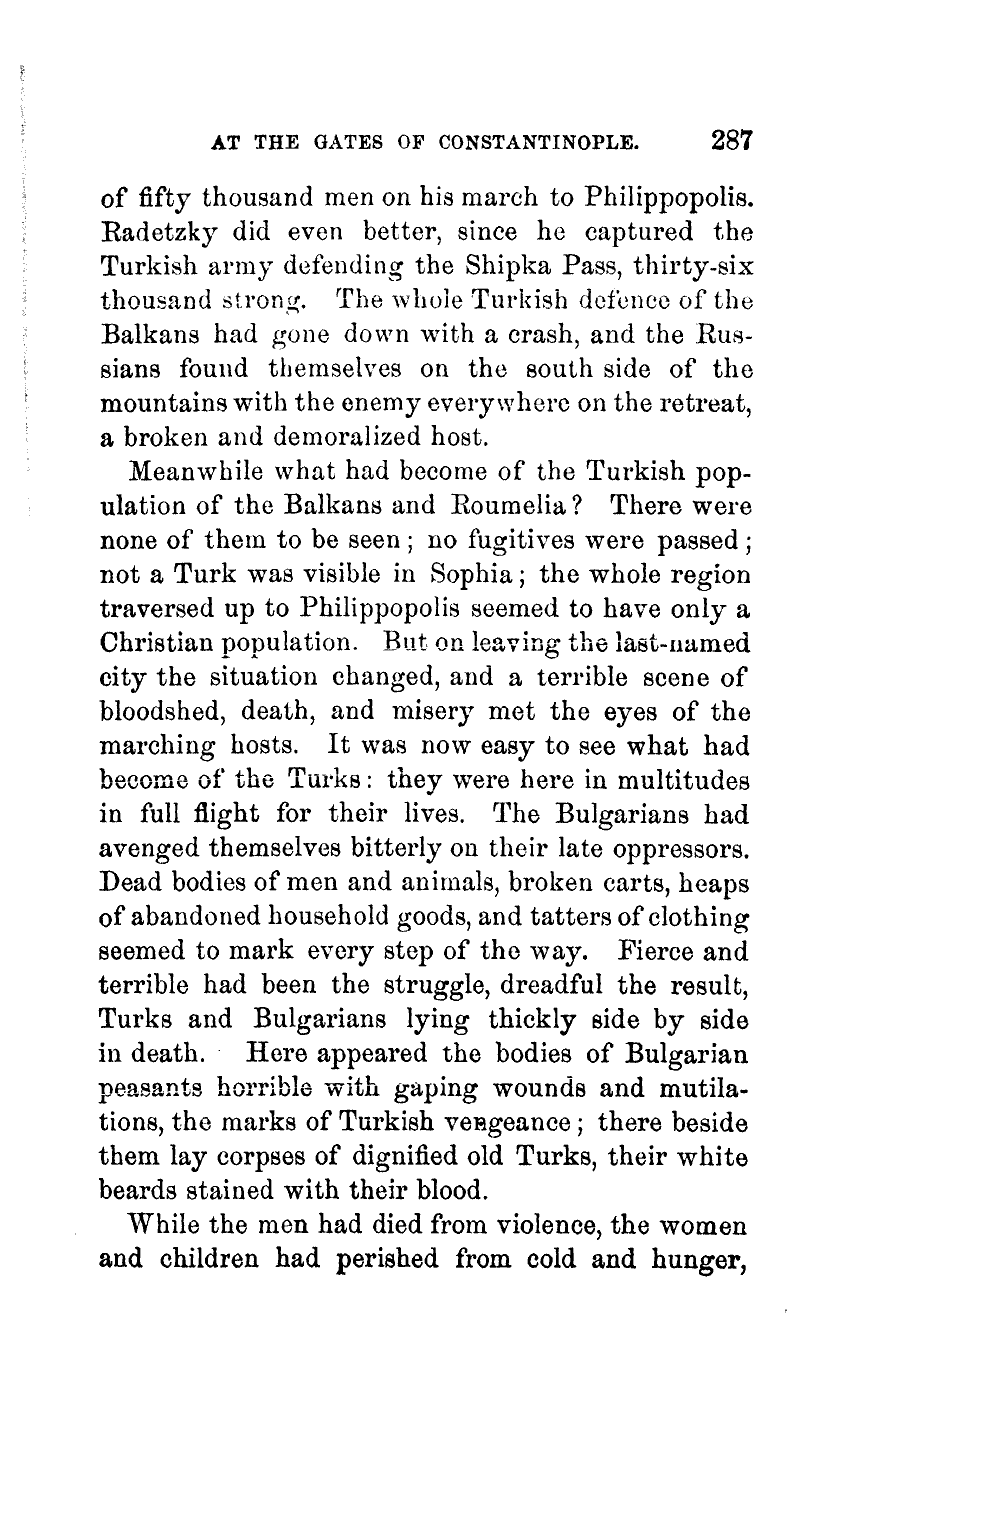 AT THE GATES OF CONSTANTINOPLE. 287
of fifty thousand men on his march to Philippopolis.
Radetzky did even better, since he captured the
Turkish army defending the Shipka Pass, thirty-six
thousand strong. The whole Turkish defence of the
Balkans had gone down with a crash, and the Rus-
sians found themselves on the south side of the
mountains with the enemy everywhere on the retreat,
a broken and demoralized host.
Meanwhile what had become of the Turkish pop-
ulation of the Balkans and Roumelia? There were
none of them to be seen; no fugitives were passed;
not a Turk was visible in Sophia; the whole region
traversed up to Philippopolis seemed to have only a
Christian population. But on leaving the last-named
city the situation changed, and a terrible scene of
bloodshed, death, and misery met the eyes of the
marching hosts. It was now easy to see what had
become of the Turks: they were here in multitudes
in full flight for their lives. The Bulgarians had
avenged themselves bitterly on their late oppressors.
Dead bodies of men and animals, broken carts, heaps
of abandoned household goods, and tatters of clothing
seemed to mark every step of the way. Fierce and
terrible had been the struggle, dreadful the result,
Turks and Bulgarians lying thickly side by side
in death. Here appeared the bodies of Bulgarian
peasants horrible with gaping wounds and mutila-
tions, the marks of Turkish vengeance; there beside
them lay corpses of dignified old Turks, their white
beards stained with their blood.
While the men had died from violence, the women
and children had perished from cold and hunger,